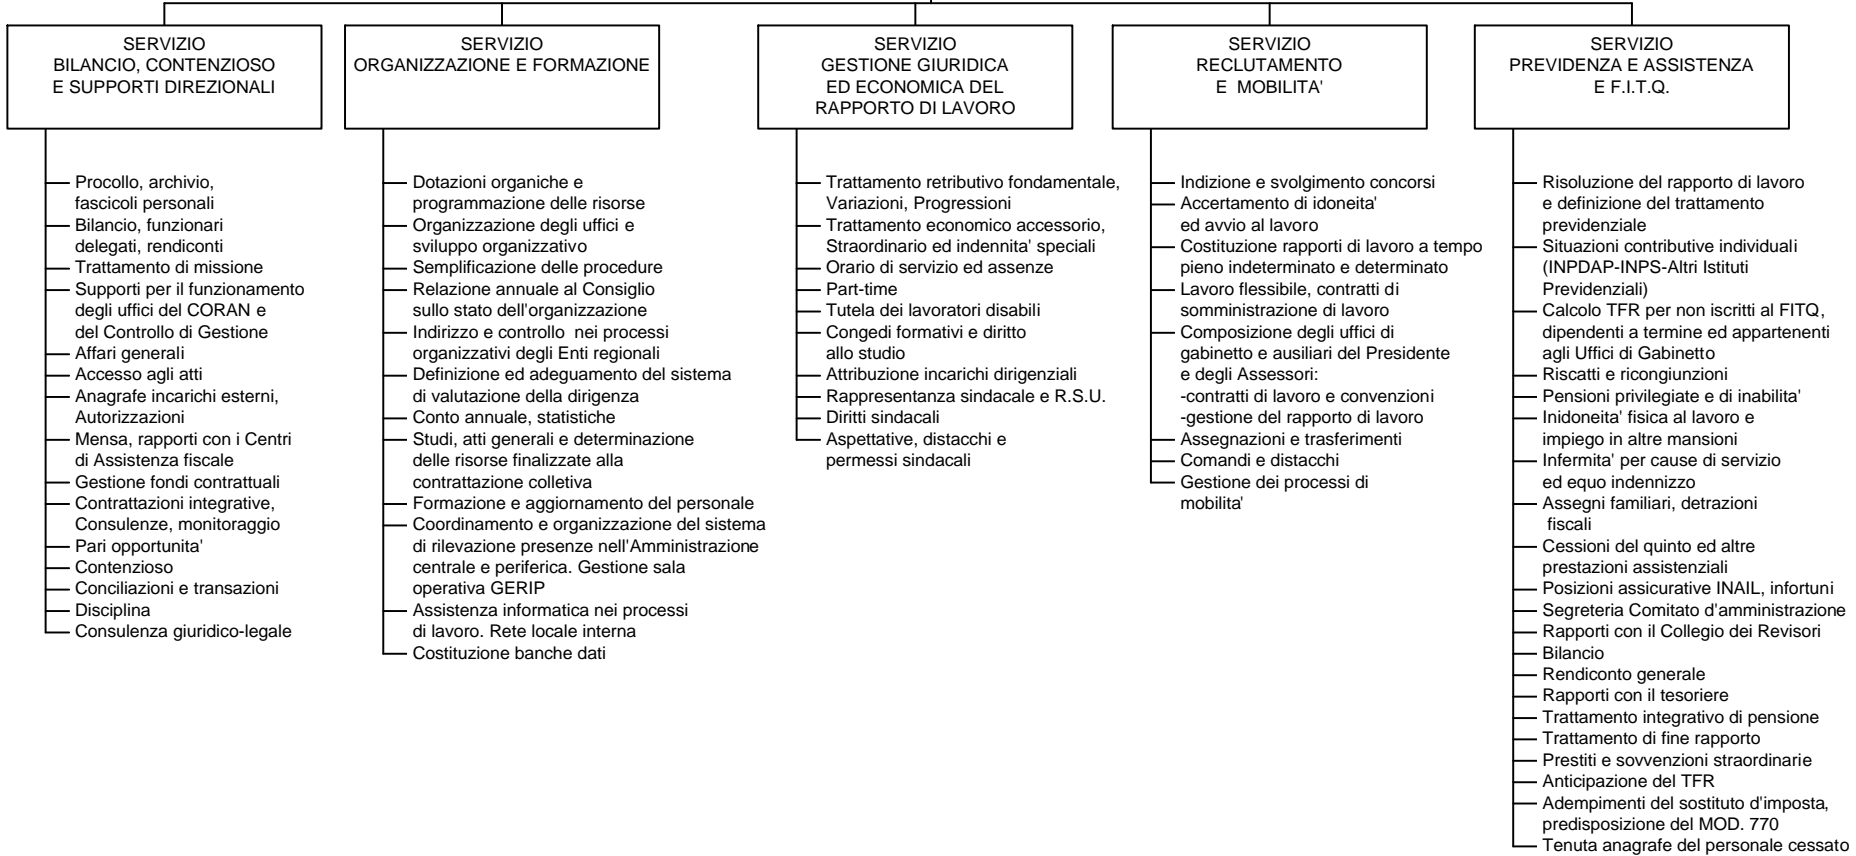 SERVIZIO
BILANCIO, CONTENZIOSO
E SUPPORTI DIREZIONALI
Procollo, archivio,
fascicoli personali
Bilancio, funzionari
delegati, rendiconti
Trattamento di missione
Supporti per il funzionamento
degli uffici del CORAN e
del Controllo di Gestione
Affari generali
Accesso agli atti
Anagrafe incarichi esterni,
Autorizzazioni
Mensa, rapporti con i Centri
di Assistenza fiscale
Gestione fondi contrattuali
Contrattazioni integrative,
Consulenze, monitoraggio
Pari opportunita'
Contenzioso
Conciliazioni e transazioni
Disciplina
Consulenza giuridico-legale
SERVIZIO
ORGANIZZAZIONE E FORMAZIONE
Dotazioni organiche e
programmazione delle risorse
Organizzazione degli uffici e
sviluppo organizzativo
Semplificazione delle procedure
Relazione annuale al Consiglio
sullo stato dell'organizzazione
Indirizzo e controllo nei processi
organizzativi degli Enti regionali
Definizione ed adeguamento del sistema
di valutazione della dirigenza
Conto annuale, statistiche
Studi, atti generali e determinazione
delle risorse finalizzate alla
contrattazione colletiva
Formazione e aggiornamento del personale
Coordinamento e organizzazione del sistema
di rilevazione presenze nell'Amministrazione
centrale e periferica. Gestione sala
operativa GERIP
Assistenza informatica nei processi
di lavoro. Rete locale interna
Costituzione banche dati
SERVIZIO
GESTIONE GIURIDICA
ED ECONOMICA DEL
RAPPORTO DI LAVORO
Trattamento retributivo fondamentale,
Variazioni, Progressioni
Trattamento economico accessorio,
Straordinario ed indennita' speciali
Orario di servizio ed assenze
Part-time
Tutela dei lavoratori disabili
Congedi formativi e diritto
allo studio
Attribuzione incarichi dirigenziali
Rappresentanza sindacale e R.S.U.
Diritti sindacali
Aspettative, distacchi e
permessi sindacali
SERVIZIO
RECLUTAMENTO
E MOBILITA'
Indizione e svolgimento concorsi
Accertamento di idoneita'
ed avvio al lavoro
Costituzione rapporti di lavoro a tempo
pieno indeterminato e determinato
Lavoro flessibile, contratti di
somministrazione di lavoro
Composizione degli uffici di
gabinetto e ausiliari del Presidente
e degli Assessori:
-contratti di lavoro e convenzioni
-gestione del rapporto di lavoro
Assegnazioni e trasferimenti
Comandi e distacchi
Gestione dei processi di
mobilita'
SERVIZIO
PREVIDENZA E ASSISTENZA
E F.I.T.Q.
Risoluzione del rapporto di lavoro
e definizione del trattamento
previdenziale
Situazioni contributive individuali
(INPDAP-INPS-Altri Istituti
Previdenziali)
Calcolo TFR per non iscritti al FITQ,
dipendenti a termine ed appartenenti
agli Uffici di Gabinetto
Riscatti e ricongiunzioni
Pensioni privilegiate e di inabilita'
Inidoneita' fisica al lavoro e
impiego in altre mansioni
Infermita' per cause di servizio
ed equo indennizzo
Assegni familiari, detrazioni
fiscali
Cessioni del quinto ed altre
prestazioni assistenziali
Posizioni assicurative INAIL, infortuni
Segreteria Comitato d'amministrazione
Rapporti con il Collegio dei Revisori
Bilancio
Rendiconto generale
Rapporti con il tesoriere
Trattamento integrativo di pensione
Trattamento di fine rapporto
Prestiti e sovvenzioni straordinarie
Anticipazione del TFR
Adempimenti del sostituto d'imposta,
predisposizione del MOD. 770
Tenuta anagrafe del personale cessato